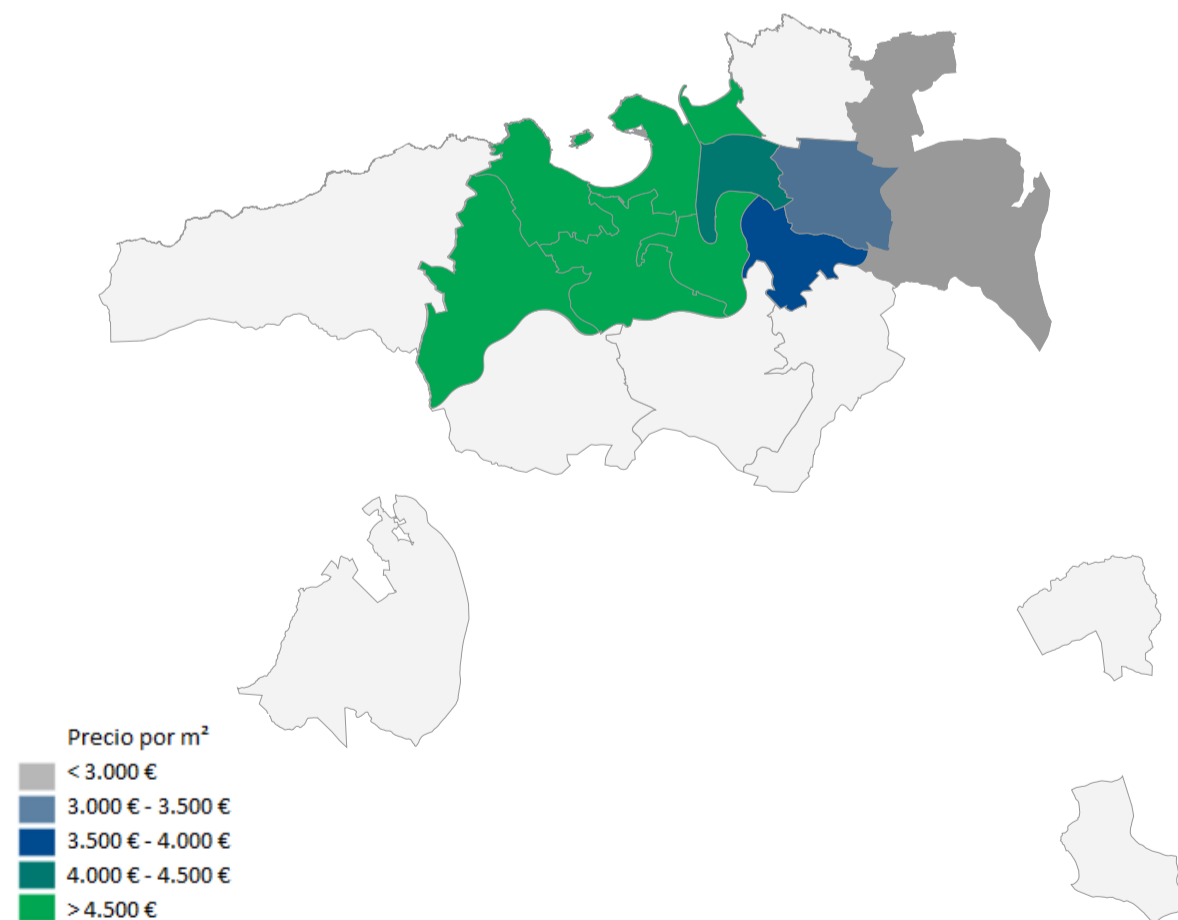 Precio por m²
< 3.000 €
3.000 € - 3.500 €
3.500 € - 4.000 €
4.000 € - 4.500 €
> 4.500 €